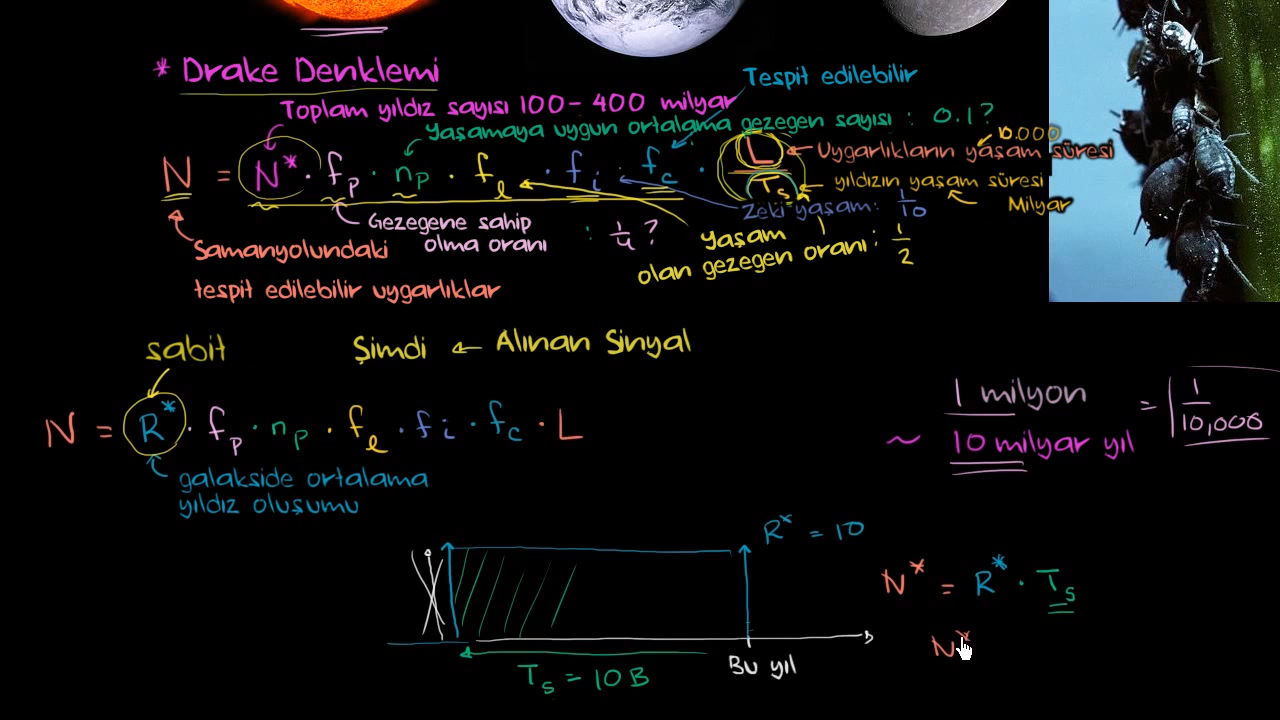 * Drake Denklemi
Tespit edilebilir
Toplam yıldız sayısı 100 - 400 milyar
Yaşamaya uygun ortalama gezegen sayısı : 0.1 ?
10.000
N = N* · fp · np · fl · fi · fc · L / Ts
Uygarlıkların yaşam süresi
yıldızın yaşam süresi
Milyar
Zeki yaşam: 1/10
Gezegene sahip olma oranı : 1/4 ?
yaşam
olan gezegen oranı : 1/2
Samanyolundaki
tespit edilebilir uygarlıklar
sabit
Şimdi ← Alınan Sinyal
N = R* · fp · np · fl · fi · fc · L
galakside ortalama
yıldız oluşumu
1 milyon
~ 10 milyar yıl
= 1/10,000
R* = 10
N* = R* · Ts
N*
Bu yıl
Ts = 10 B